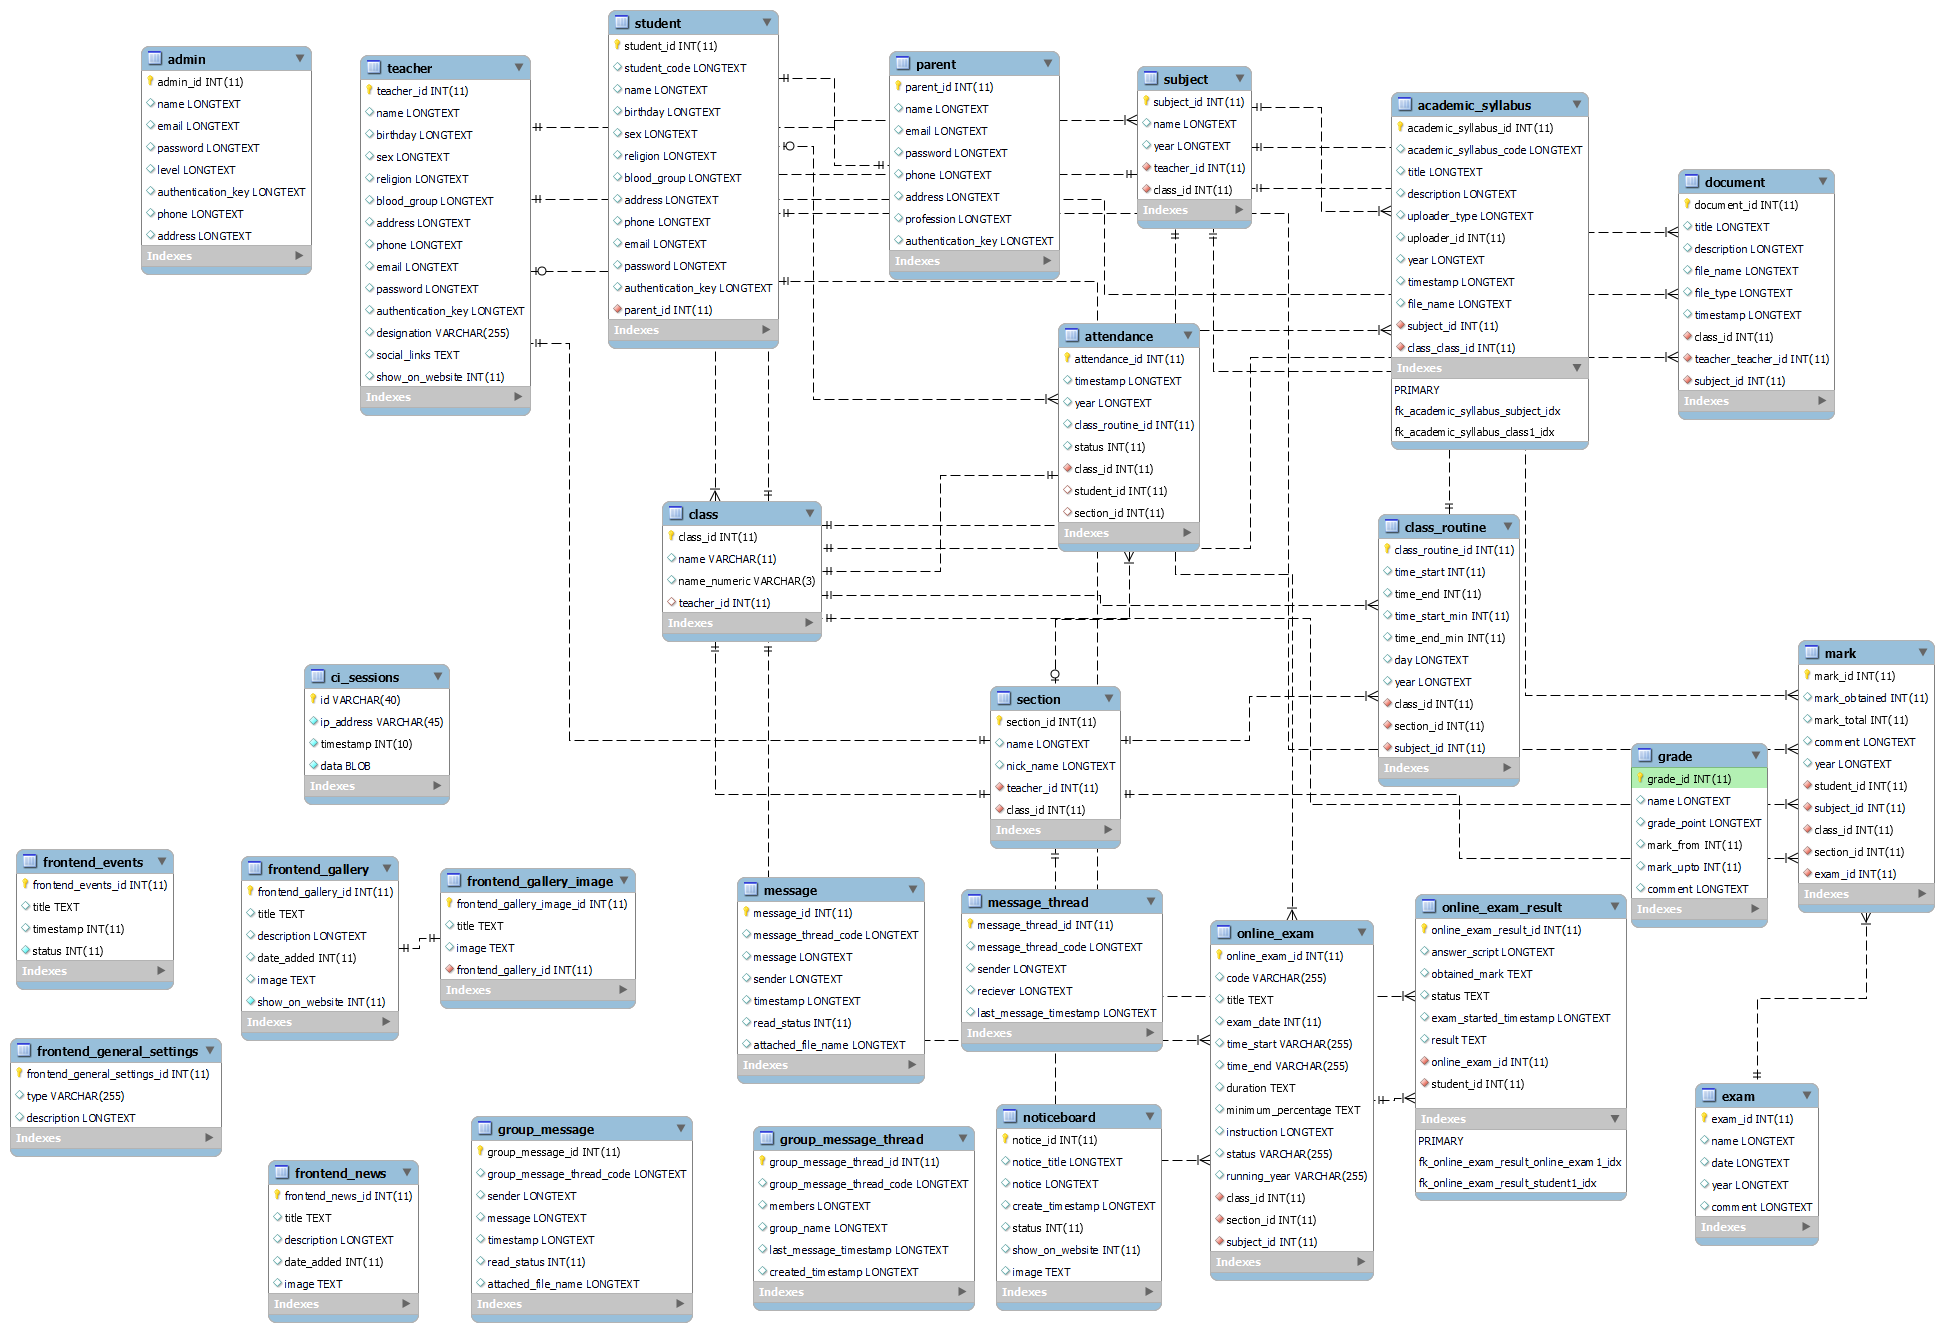 admin
admin_id INT(11)
name LONGTEXT
email LONGTEXT
password LONGTEXT
level LONGTEXT
authentication_key LONGTEXT
phone LONGTEXT
address LONGTEXT
Indexes
teacher
teacher_id INT(11)
name LONGTEXT
birthday LONGTEXT
sex LONGTEXT
religion LONGTEXT
blood_group LONGTEXT
address LONGTEXT
phone LONGTEXT
email LONGTEXT
password LONGTEXT
authentication_key LONGTEXT
designation VARCHAR(255)
social_links TEXT
show_on_website INT(11)
Indexes
student
student_id INT(11)
student_code LONGTEXT
name LONGTEXT
birthday LONGTEXT
sex LONGTEXT
religion LONGTEXT
blood_group LONGTEXT
address LONGTEXT
phone LONGTEXT
email LONGTEXT
password LONGTEXT
authentication_key LONGTEXT
parent_id INT(11)
Indexes
parent
parent_id INT(11)
name LONGTEXT
email LONGTEXT
password LONGTEXT
phone LONGTEXT
address LONGTEXT
profession LONGTEXT
authentication_key LONGTEXT
Indexes
subject
subject_id INT(11)
name LONGTEXT
year LONGTEXT
teacher_id INT(11)
class_id INT(11)
Indexes
academic_syllabus
academic_syllabus_id INT(11)
academic_syllabus_code LONGTEXT
title LONGTEXT
description LONGTEXT
uploader_type LONGTEXT
uploader_id INT(11)
year LONGTEXT
timestamp LONGTEXT
file_name LONGTEXT
subject_id INT(11)
class_class_id INT(11)
Indexes
PRIMARY
fk_academic_syllabus_subject_idx
fk_academic_syllabus_class1_idx
document
document_id INT(11)
title LONGTEXT
description LONGTEXT
file_name LONGTEXT
file_type LONGTEXT
timestamp LONGTEXT
class_id INT(11)
teacher_teacher_id INT(11)
subject_id INT(11)
Indexes
attendance
attendance_id INT(11)
timestamp LONGTEXT
year LONGTEXT
class_routine_id INT(11)
status INT(11)
class_id INT(11)
student_id INT(11)
section_id INT(11)
Indexes
class
class_id INT(11)
name VARCHAR(11)
name_numeric VARCHAR(3)
teacher_id INT(11)
Indexes
class_routine
class_routine_id INT(11)
time_start INT(11)
time_end INT(11)
time_start_min INT(11)
time_end_min INT(11)
day LONGTEXT
year LONGTEXT
class_id INT(11)
section_id INT(11)
subject_id INT(11)
Indexes
mark
mark_id INT(11)
mark_obtained INT(11)
mark_total INT(11)
comment LONGTEXT
year LONGTEXT
student_id INT(11)
subject_id INT(11)
class_id INT(11)
section_id INT(11)
exam_id INT(11)
Indexes
ci_sessions
id VARCHAR(40)
ip_address VARCHAR(45)
timestamp INT(10)
data BLOB
Indexes
section
section_id INT(11)
name LONGTEXT
nick_name LONGTEXT
teacher_id INT(11)
class_id INT(11)
Indexes
grade
grade_id INT(11)
name LONGTEXT
grade_point LONGTEXT
mark_from INT(11)
mark_upto INT(11)
comment LONGTEXT
Indexes
frontend_events
frontend_events_id INT(11)
title TEXT
timestamp INT(11)
status INT(11)
Indexes
frontend_gallery
frontend_gallery_id INT(11)
title TEXT
description LONGTEXT
date_added INT(11)
image TEXT
show_on_website INT(11)
Indexes
frontend_gallery_image
frontend_gallery_image_id INT(11)
title TEXT
image TEXT
frontend_gallery_id INT(11)
Indexes
message
message_id INT(11)
message_thread_code LONGTEXT
message LONGTEXT
sender LONGTEXT
timestamp LONGTEXT
read_status INT(11)
attached_file_name LONGTEXT
Indexes
message_thread
message_thread_id INT(11)
message_thread_code LONGTEXT
sender LONGTEXT
reciever LONGTEXT
last_message_timestamp LONGTEXT
Indexes
online_exam
online_exam_id INT(11)
code VARCHAR(255)
title TEXT
exam_date INT(11)
time_start VARCHAR(255)
time_end VARCHAR(255)
duration TEXT
minimum_percentage TEXT
instruction LONGTEXT
status VARCHAR(255)
running_year VARCHAR(255)
class_id INT(11)
section_id INT(11)
subject_id INT(11)
Indexes
online_exam_result
online_exam_result_id INT(11)
answer_script LONGTEXT
obtained_mark TEXT
status TEXT
exam_started_timestamp LONGTEXT
result TEXT
online_exam_id INT(11)
student_id INT(11)
Indexes
PRIMARY
fk_online_exam_result_online_exam1_idx
fk_online_exam_result_student1_idx
frontend_general_settings
frontend_general_settings_id INT(11)
type VARCHAR(255)
description LONGTEXT
Indexes
exam
exam_id INT(11)
name LONGTEXT
date LONGTEXT
year LONGTEXT
comment LONGTEXT
Indexes
frontend_news
frontend_news_id INT(11)
title TEXT
description LONGTEXT
date_added INT(11)
image TEXT
Indexes
group_message
group_message_id INT(11)
group_message_thread_code LONGTEXT
sender LONGTEXT
message LONGTEXT
timestamp LONGTEXT
read_status INT(11)
attached_file_name LONGTEXT
Indexes
group_message_thread
group_message_thread_id INT(11)
group_message_thread_code LONGTEXT
members LONGTEXT
group_name LONGTEXT
last_message_timestamp LONGTEXT
created_timestamp LONGTEXT
Indexes
noticeboard
notice_id INT(11)
notice_title LONGTEXT
notice LONGTEXT
create_timestamp LONGTEXT
status INT(11)
show_on_website INT(11)
image TEXT
Indexes